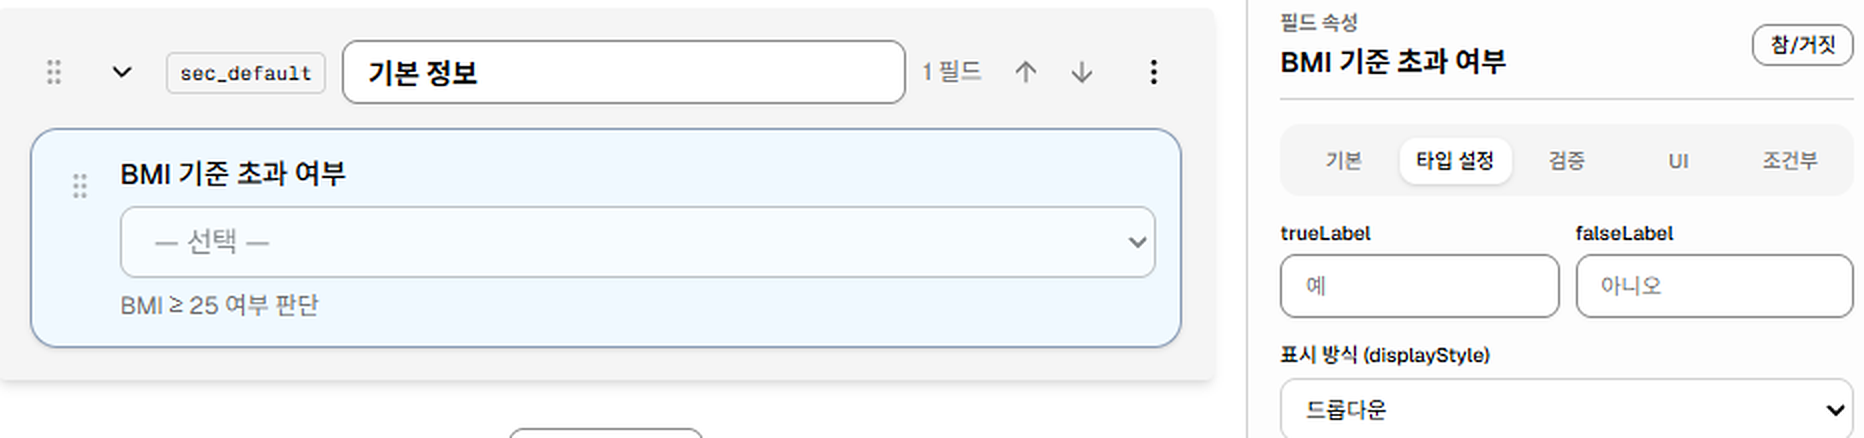 sec_default 기본 정보 1 필드
BMI 기준 초과 여부
— 선택 —
BMI ≥ 25 여부 판단
필드 속성
BMI 기준 초과 여부 참/거짓
기본 타입 설정 검증 UI 조건부
trueLabel falseLabel
예 아니오
표시 방식 (displayStyle)
드롭다운